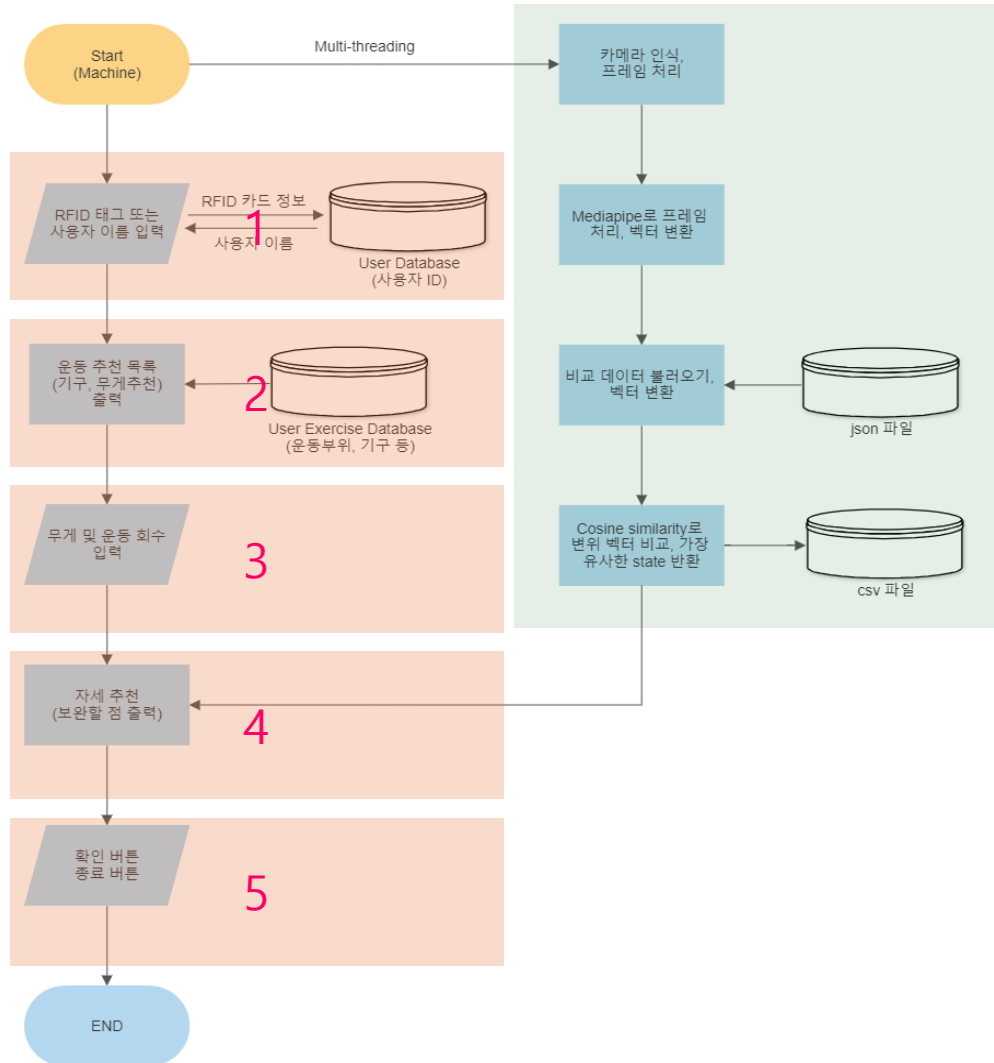 Start
(Machine)
Multi-threading
카메라 인식,
프레임 처리
RFID 태그 또는
사용자 이름 입력
RFID 카드 정보
1
사용자 이름
User Database
(사용자 ID)
Mediapipe로 프레임
처리, 벡터 변환
운동 추천 목록
(기구, 무게추천)
출력
2
User Exercise Database
(운동부위, 기구 등)
비교 데이터 불러오기,
벡터 변환
json 파일
무게 및 운동 회수
입력
3
Cosine similarity로
변위 벡터 비교, 가장
유사한 state 반환
csv 파일
자세 추천
(보완할 점 출력)
4
확인 버튼
종료 버튼
5
END